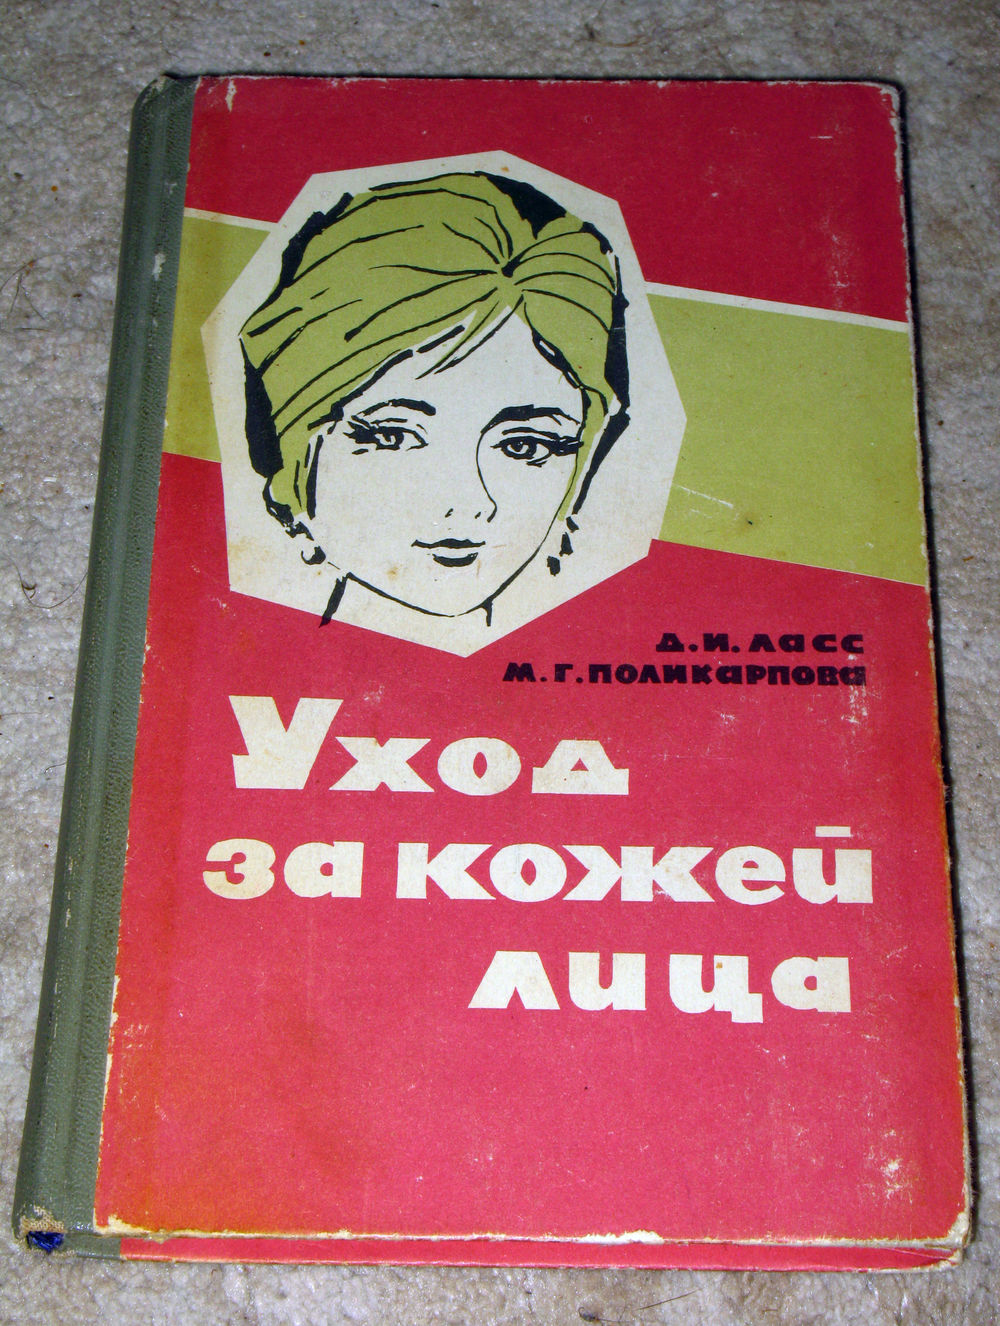 Д.И. ЛАСС
М.Г. ПОЛИКАРПОВА
Уход
за кожей
лица